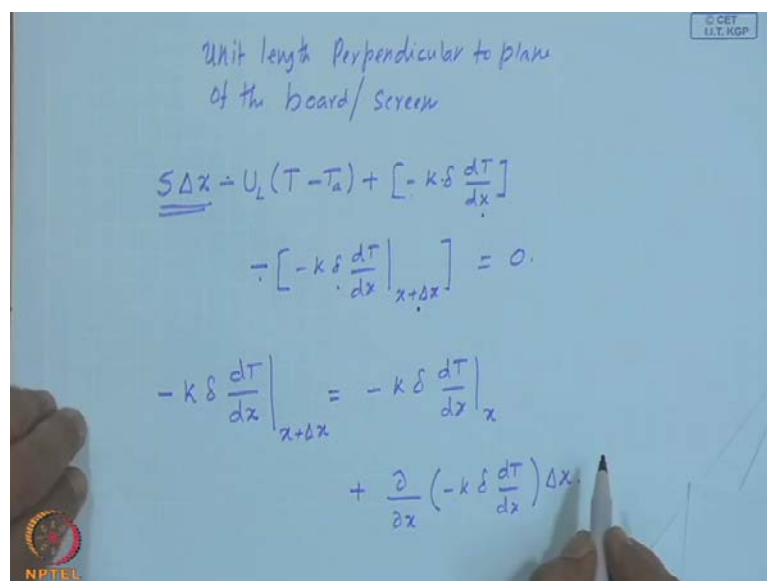 © CET
I.I.T. KGP
Unit length Perpendicular to plane
of the board/Screen
SΔx - U_L (T - T_a) + [-k·δ dT/dx]
- [-k δ dT/dx |_{x+Δx}] = 0.
-k δ dT/dx |_{x+Δx} = -k δ dT/dx |_x
+ ∂/∂x (-k δ dT/dx) Δx.
NPTEL